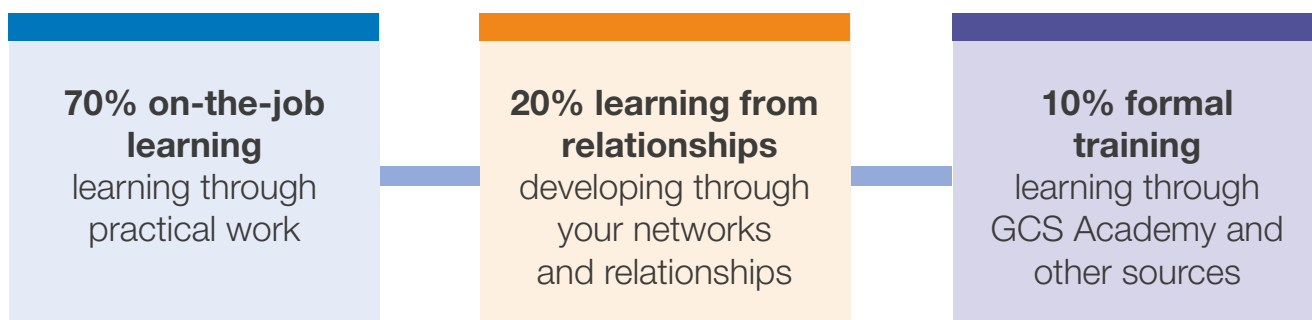 70% on-the-job
learning
learning through
practical work
20% learning from
relationships
developing through
your networks
and relationships
10% formal
training
learning through
GCS Academy and
other sources